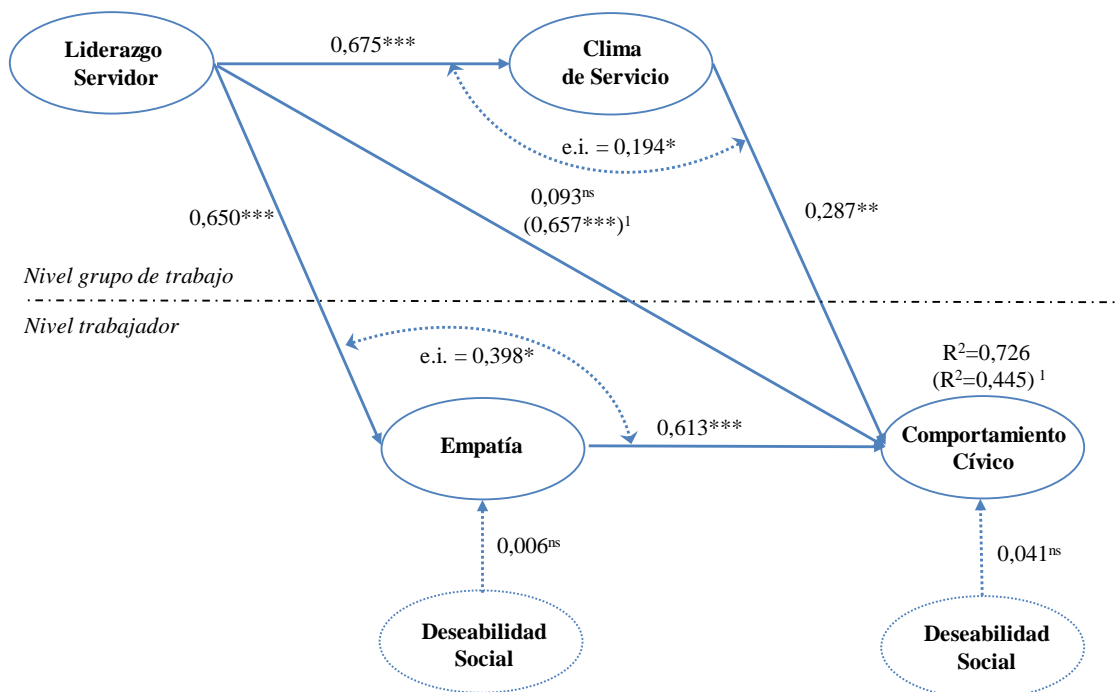 0,675***
Liderazgo
Servidor
Clima
de Servicio
e.i. = 0,194*
0,093ⁿˢ
(0,657***)¹
0,650***
0,287**
Nivel grupo de trabajo
Nivel trabajador
e.i. = 0,398*
R²=0,726
(R²=0,445) ¹
Empatía
0,613***
Comportamiento
Cívico
0,006ⁿˢ
0,041ⁿˢ
Deseabilidad
Social
Deseabilidad
Social